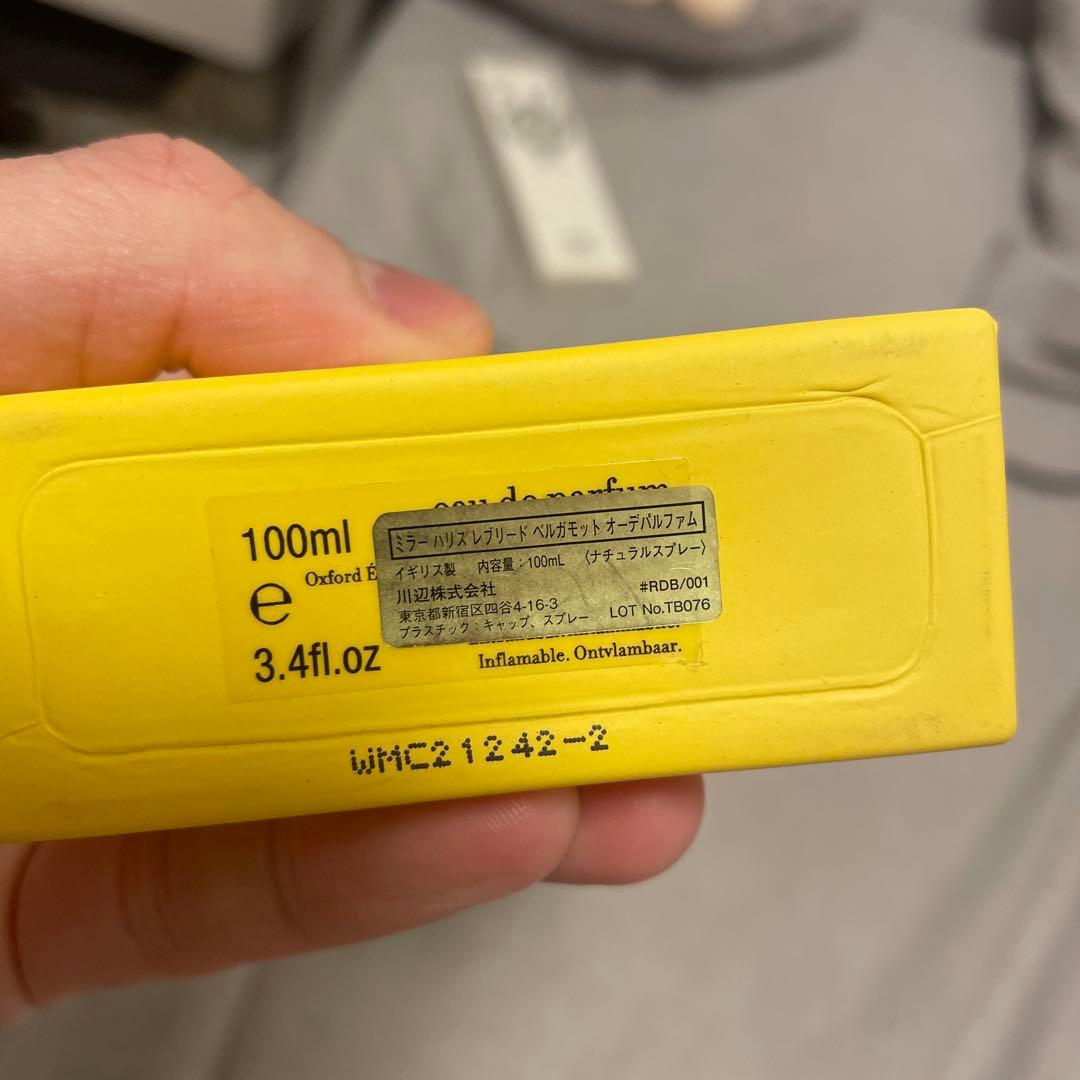 eau de parfum
100ml
Oxford
e
3.4fl.oz
ミラー ハリス レブリード ベルガモット オーデパルファム
イギリス製 内容量：100mL 〈ナチュラルスプレー〉
川辺株式会社 #RDB/001
東京都新宿区四谷4-16-3 LOT No.TB076
プラスチック：キャップ、スプレー
Inflamable. Ontvlambaar.
WMC21242-2